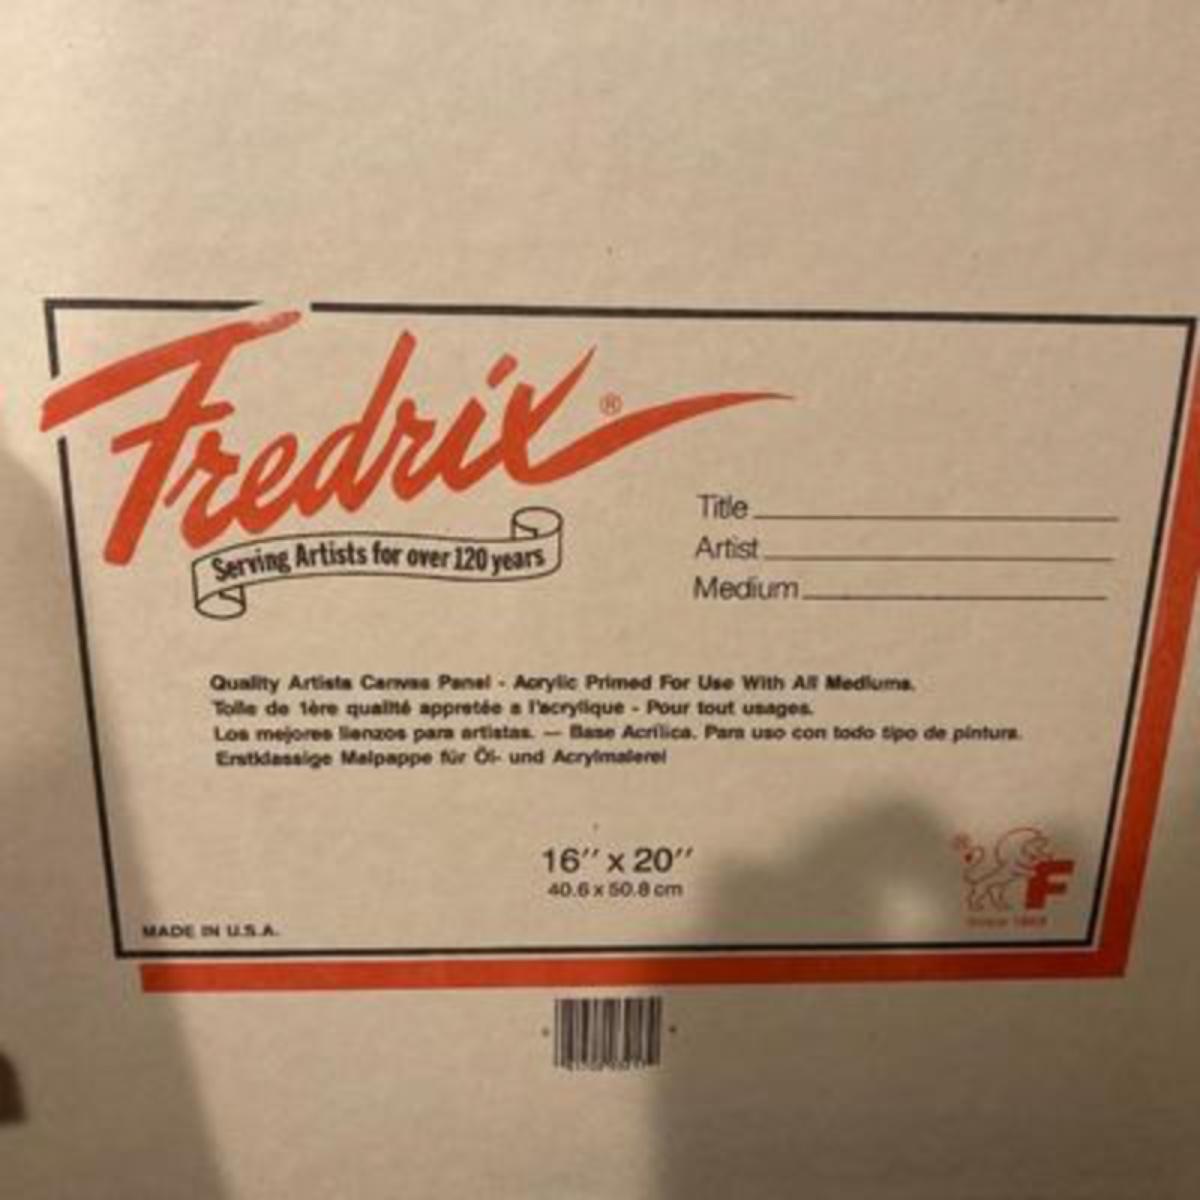 Fredrix®
Serving Artists for over 120 years
Title
Artist
Medium
Quality Artists Canvas Panel - Acrylic Primed For Use With All Mediums.
Toile de 1ère qualité appretée a l'acrylique - Pour tout usages.
Los mejores lienzos para artistas. — Base Acrílica. Para uso con todo tipo de pintura.
Erstklassige Malpappe für Öl- und Acrylmalerei
16" x 20"
40.6 x 50.8 cm
F
Since
MADE IN U.S.A.